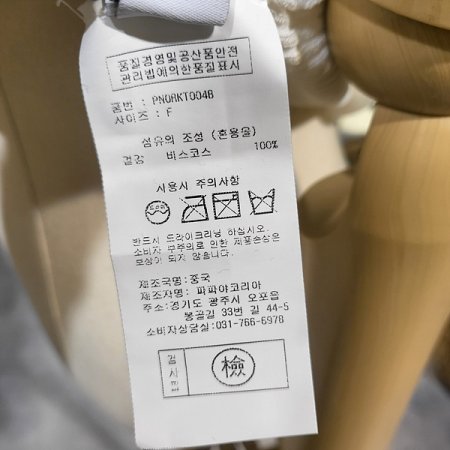 품질경영및공산품안전
관리법에의한품질표시
품번 : PNORKT004B
사이즈 : F
섬유의 조성 (혼용율)
겉감 비스코스 100%
사용시 주의사항
반드시 드라이크리닝 하십시오.
소비자 부주의로 인한 제품손상은
보상이 되지 않습니다.
제조국명: 중국
제조자명: 파파야코리아
주소: 경기도 광주시 오포읍
봉골길 33번 길 44-5
소비자상담실: 031-766-6978
검사필
檢